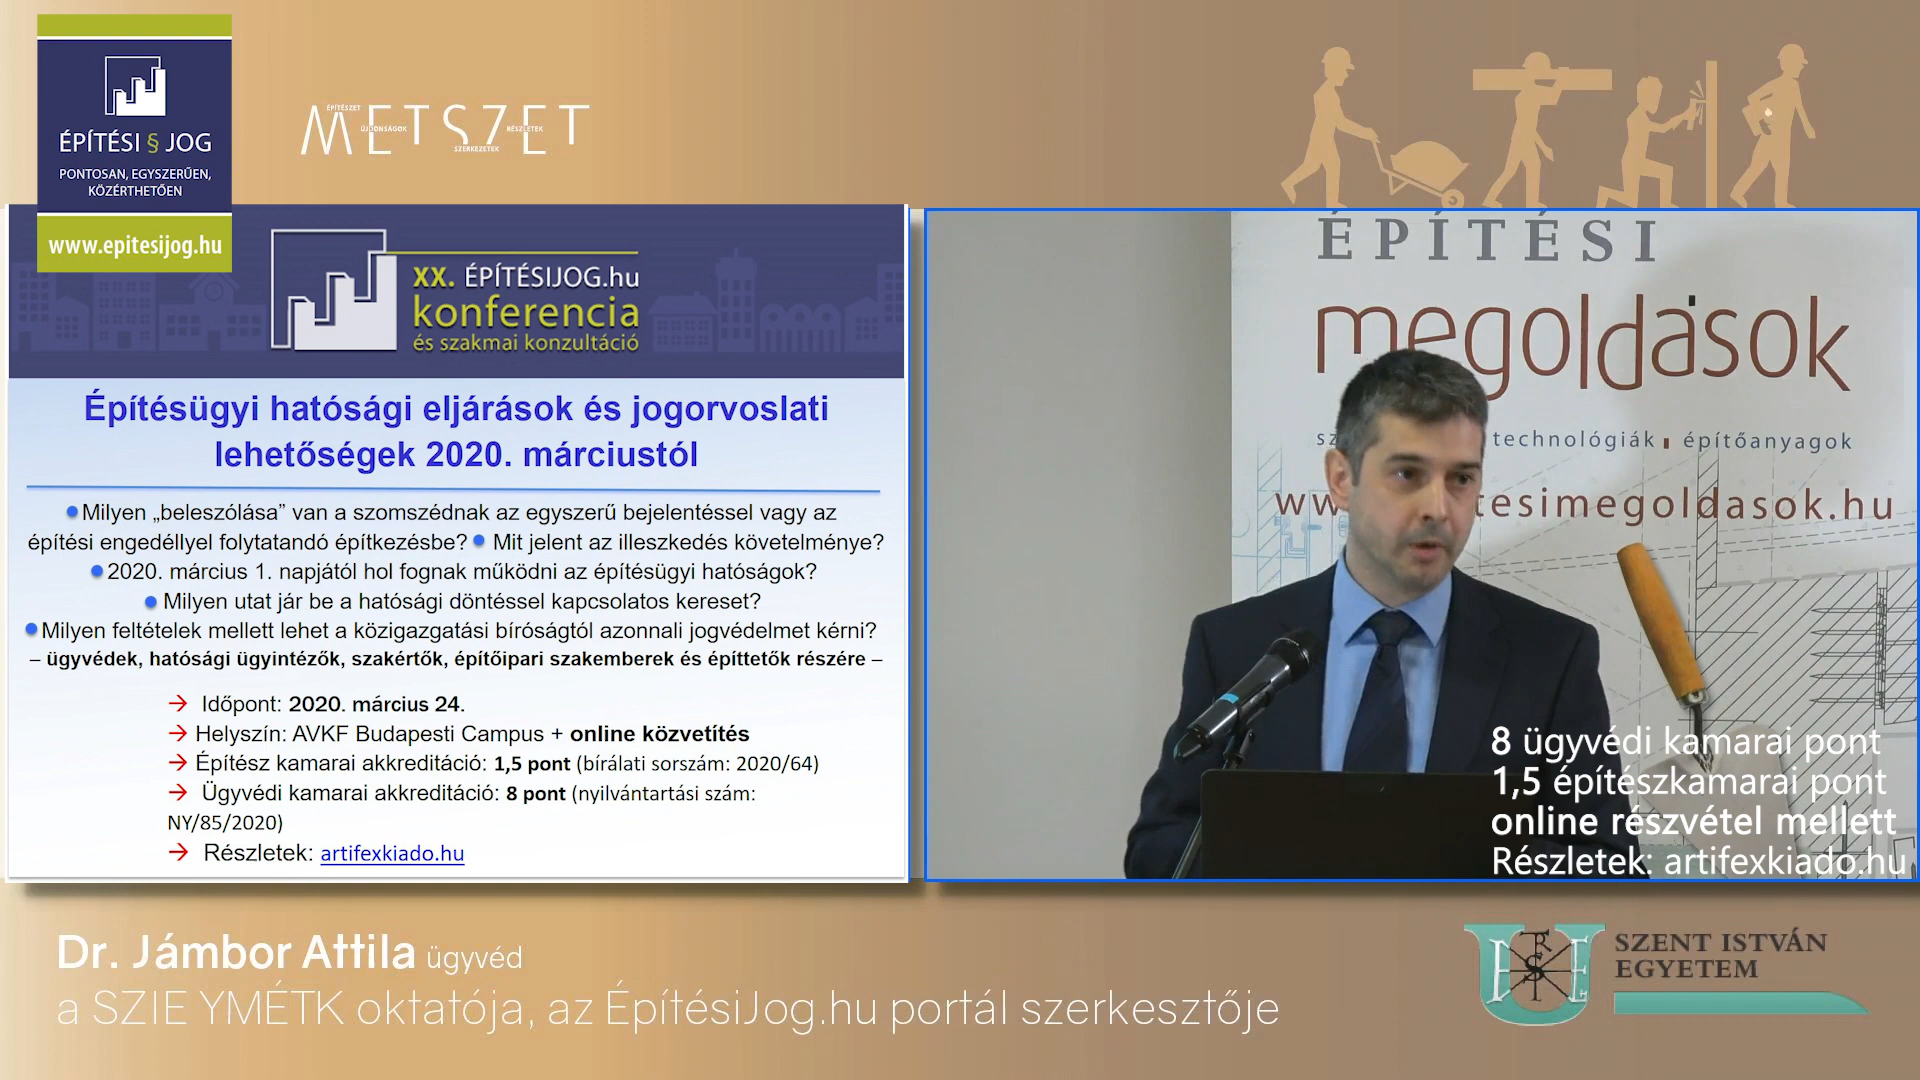 ÉPÍTÉSI § JOG
PONTOSAN, EGYSZERŰEN,
KÖZÉRTHETŐEN
www.epitesijog.hu
ÉPÍTÉSZET
METSZET
ÚJDONSÁGOK
RÉSZLETEK
SZERKEZETEK
XX. ÉPÍTÉSIJOG.hu
konferencia
és szakmai konzultáció
Építésügyi hatósági eljárások és jogorvoslati
lehetőségek 2020. márciustól
Milyen „beleszólása” van a szomszédnak az egyszerű bejelentéssel vagy az
építési engedéllyel folytatandó építkezésbe? Mit jelent az illeszkedés követelménye?
2020. március 1. napjától hol fognak működni az építésügyi hatóságok?
Milyen utat jár be a hatósági döntéssel kapcsolatos kereset?
Milyen feltételek mellett lehet a közigazgatási bíróságtól azonnali jogvédelmet kérni?
– ügyvédek, hatósági ügyintézők, szakértők, építőipari szakemberek és építtetők részére –
→ Időpont: 2020. március 24.
→ Helyszín: AVKF Budapesti Campus + online közvetítés
→ Építész kamarai akkreditáció: 1,5 pont (bírálati sorszám: 2020/64)
→ Ügyvédi kamarai akkreditáció: 8 pont (nyilvántartási szám:
NY/85/2020)
→ Részletek: artifexkiado.hu
ÉPÍTÉSI
megoldások
technológiák ı építőanyagok
8 ügyvédi kamarai pont
1,5 építészkamarai pont
online részvétel mellett
Részletek: artifexkiado.hu
Dr. Jámbor Attila ügyvéd
a SZIE YMÉTK oktatója, az ÉpítésiJog.hu portál szerkesztője
SZENT ISTVÁN
EGYETEM